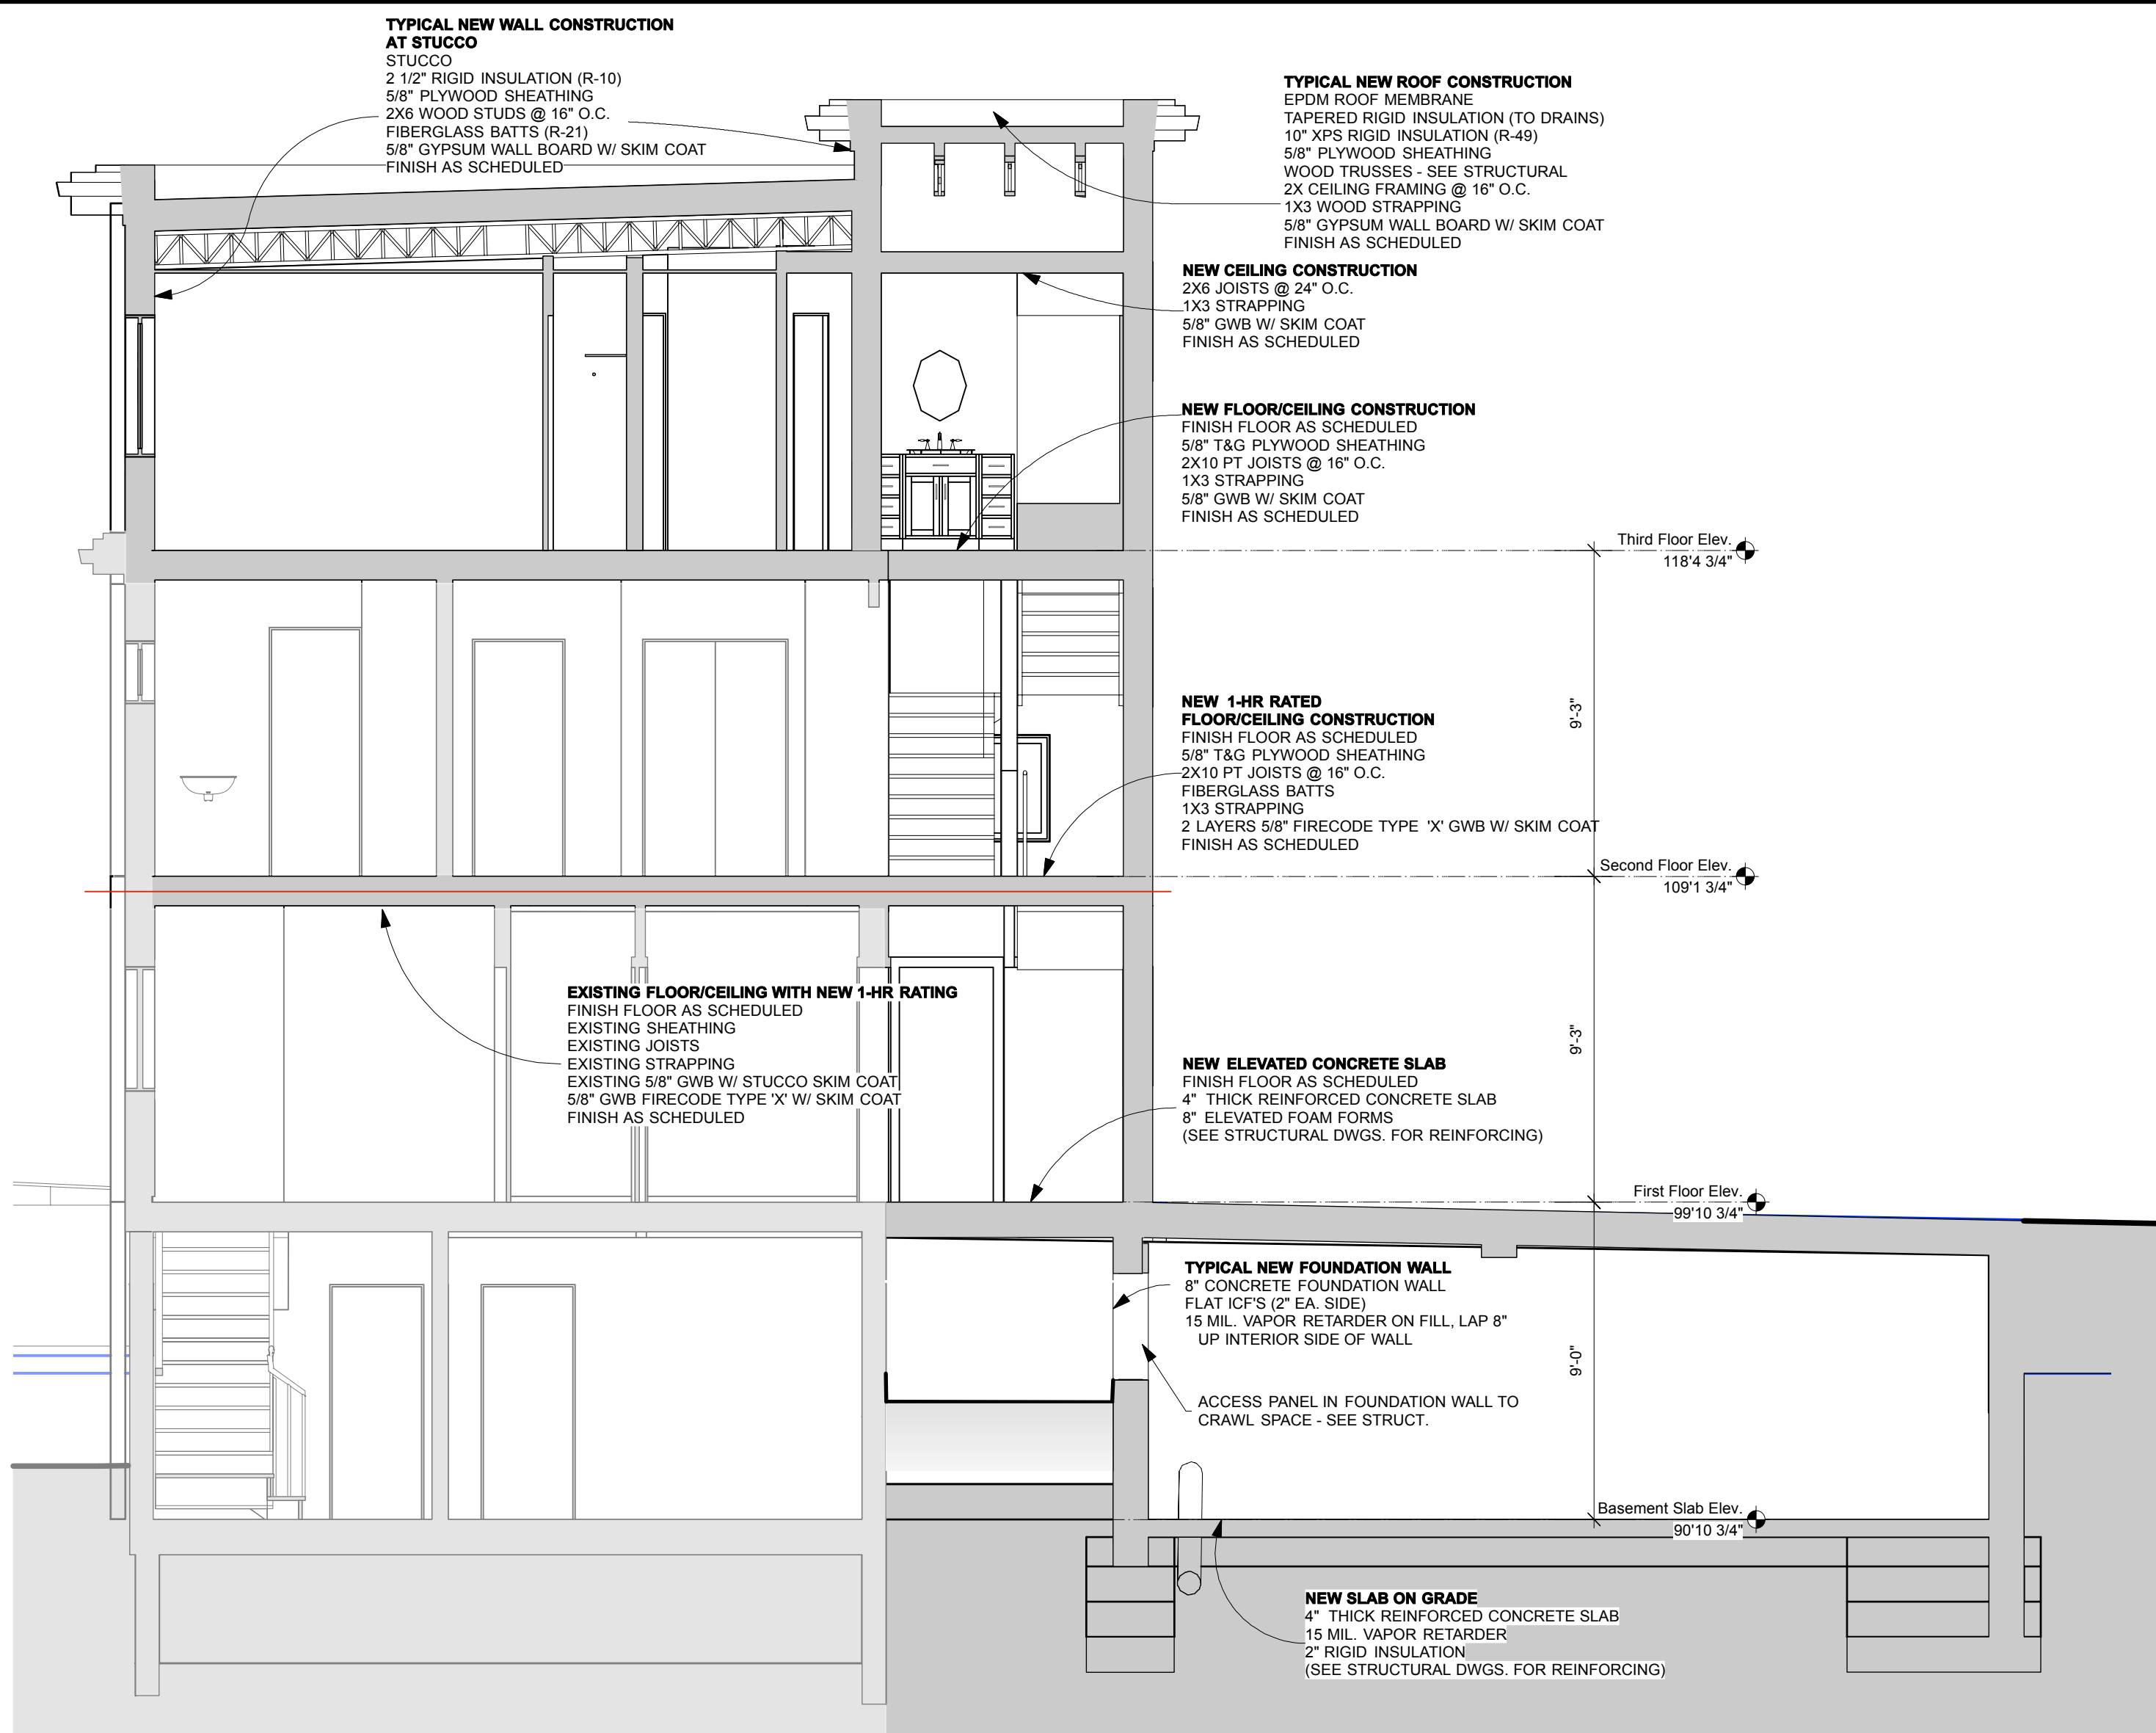 TYPICAL NEW WALL CONSTRUCTION
AT STUCCO
STUCCO
2 1/2" RIGID INSULATION (R-10)
5/8" PLYWOOD SHEATHING
2X6 WOOD STUDS @ 16" O.C.
FIBERGLASS BATTS (R-21)
5/8" GYPSUM WALL BOARD W/ SKIM COAT
FINISH AS SCHEDULED
TYPICAL NEW ROOF CONSTRUCTION
EPDM ROOF MEMBRANE
TAPERED RIGID INSULATION (TO DRAINS)
10" XPS RIGID INSULATION (R-49)
5/8" PLYWOOD SHEATHING
WOOD TRUSSES - SEE STRUCTURAL
2X CEILING FRAMING @ 16" O.C.
1X3 WOOD STRAPPING
5/8" GYPSUM WALL BOARD W/ SKIM COAT
FINISH AS SCHEDULED
NEW CEILING CONSTRUCTION
2X6 JOISTS @ 24" O.C.
1X3 STRAPPING
5/8" GWB W/ SKIM COAT
FINISH AS SCHEDULED
NEW FLOOR/CEILING CONSTRUCTION
FINISH FLOOR AS SCHEDULED
5/8" T&G PLYWOOD SHEATHING
2X10 PT JOISTS @ 16" O.C.
1X3 STRAPPING
5/8" GWB W/ SKIM COAT
FINISH AS SCHEDULED
Third Floor Elev.
118'4 3/4"
9'-3"
NEW 1-HR RATED
FLOOR/CEILING CONSTRUCTION
FINISH FLOOR AS SCHEDULED
5/8" T&G PLYWOOD SHEATHING
2X10 PT JOISTS @ 16" O.C.
FIBERGLASS BATTS
1X3 STRAPPING
2 LAYERS 5/8" FIRECODE TYPE 'X' GWB W/ SKIM COAT
FINISH AS SCHEDULED
Second Floor Elev.
109'1 3/4"
9'-3"
EXISTING FLOOR/CEILING WITH NEW 1-HR RATING
FINISH FLOOR AS SCHEDULED
EXISTING SHEATHING
EXISTING JOISTS
EXISTING STRAPPING
EXISTING 5/8" GWB W/ STUCCO SKIM COAT
5/8" GWB FIRECODE TYPE 'X' W/ SKIM COAT
FINISH AS SCHEDULED
NEW ELEVATED CONCRETE SLAB
FINISH FLOOR AS SCHEDULED
4" THICK REINFORCED CONCRETE SLAB
8" ELEVATED FOAM FORMS
(SEE STRUCTURAL DWGS. FOR REINFORCING)
First Floor Elev.
99'10 3/4"
TYPICAL NEW FOUNDATION WALL
8" CONCRETE FOUNDATION WALL
FLAT ICF'S (2" EA. SIDE)
15 MIL. VAPOR RETARDER ON FILL, LAP 8"
UP INTERIOR SIDE OF WALL
9'-0"
ACCESS PANEL IN FOUNDATION WALL TO
CRAWL SPACE - SEE STRUCT.
Basement Slab Elev.
90'10 3/4"
NEW SLAB ON GRADE
4" THICK REINFORCED CONCRETE SLAB
15 MIL. VAPOR RETARDER
2" RIGID INSULATION
(SEE STRUCTURAL DWGS. FOR REINFORCING)